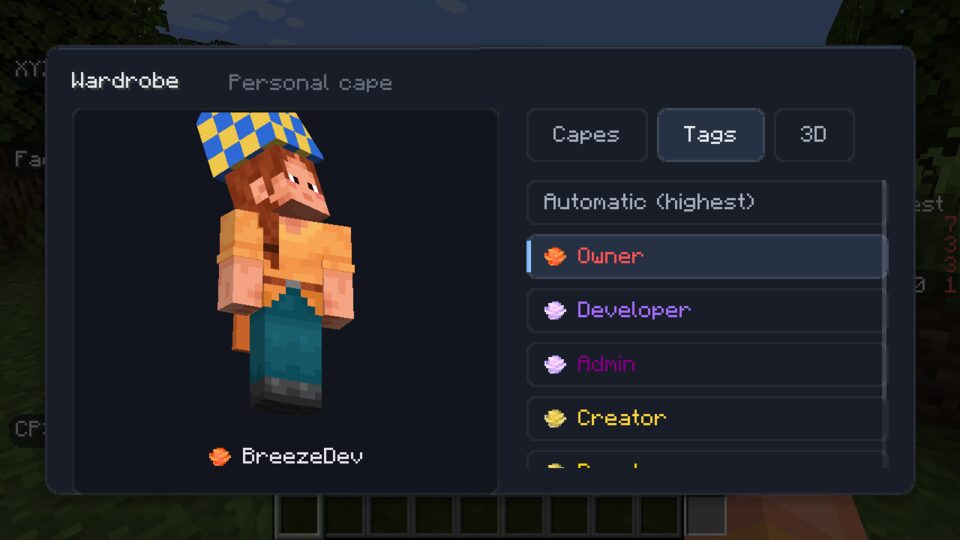 Wardrobe
Personal cape
Capes
Tags
3D
Automatic (highest)
Owner
Developer
Admin
Creator
BreezeDev